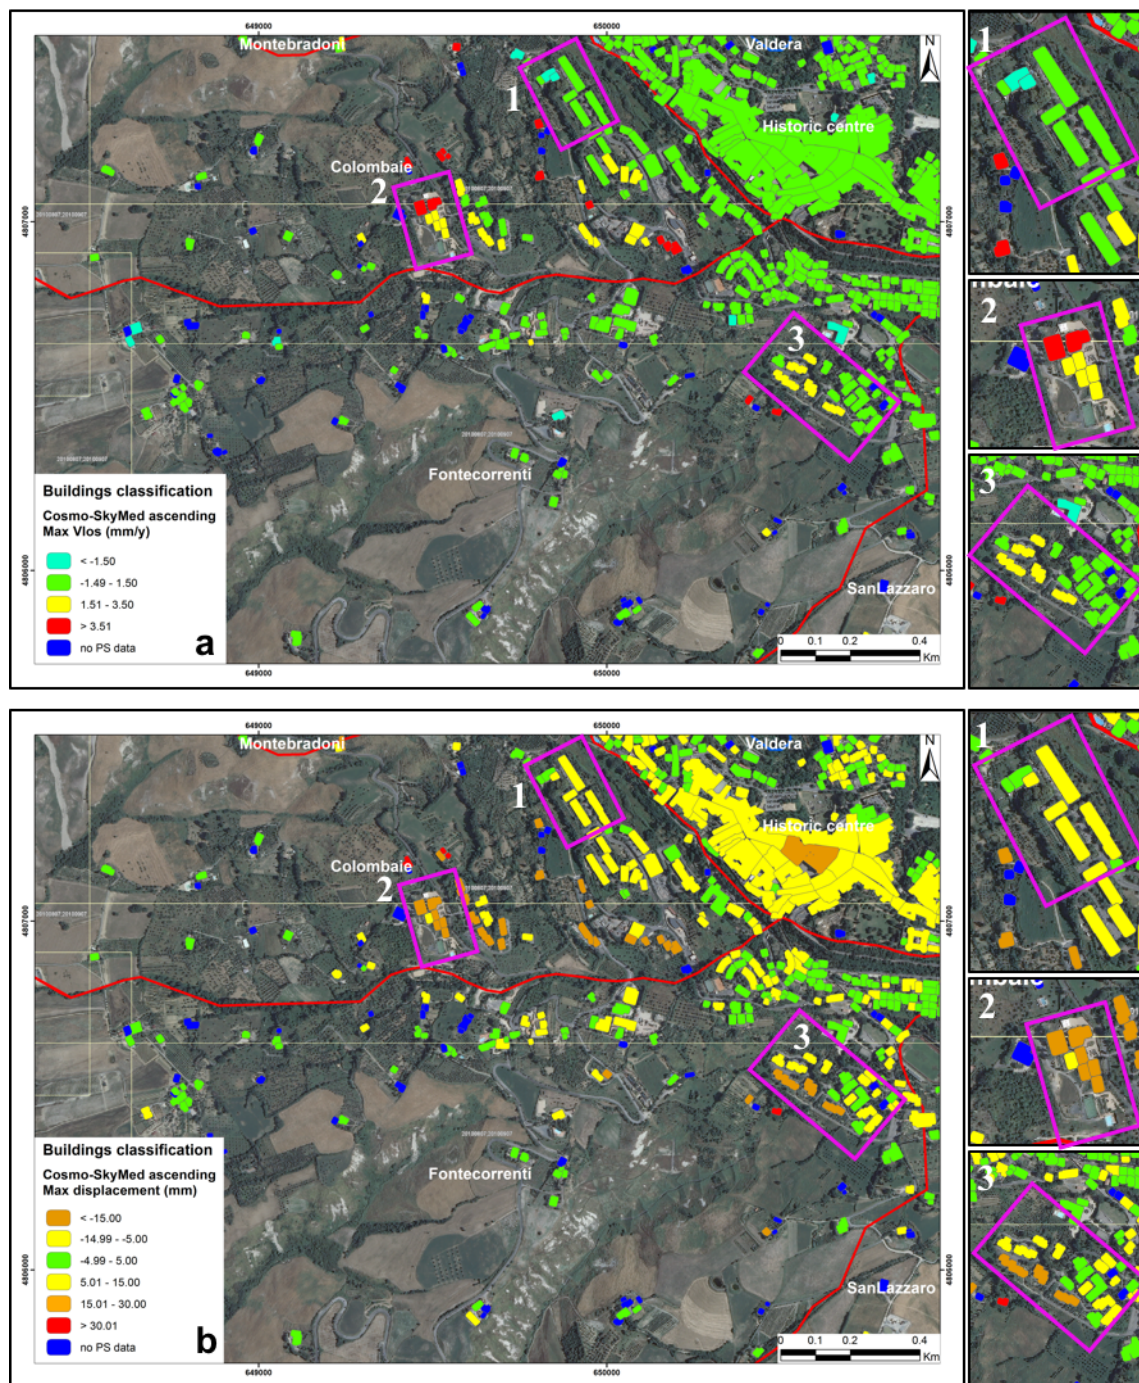 649000
650000
Montebradoni
Valdera
N
1
Historic centre
Colombaie
2
20100607;20100607
4807000
3
20100607;20100607
Fontecorrenti
Buildings classification
Cosmo-SkyMed ascending
Max Vlos (mm/y)
< -1.50
-1.49 - 1.50
1.51 - 3.50
> 3.51
no PS data
a
4806000
SanLazzaro
0 0.1 0.2 0.4
Km
649000
650000
1
2
3
649000
650000
Montebradoni
Valdera
N
1
Historic centre
Colombaie
2
4807000
3
Fontecorrenti
Buildings classification
Cosmo-SkyMed ascending
Max displacement (mm)
< -15.00
-14.99 - -5.00
-4.99 - 5.00
5.01 - 15.00
15.01 - 30.00
> 30.01
no PS data
b
4806000
SanLazzaro
0 0.1 0.2 0.4
Km
649000
650000
1
2
3